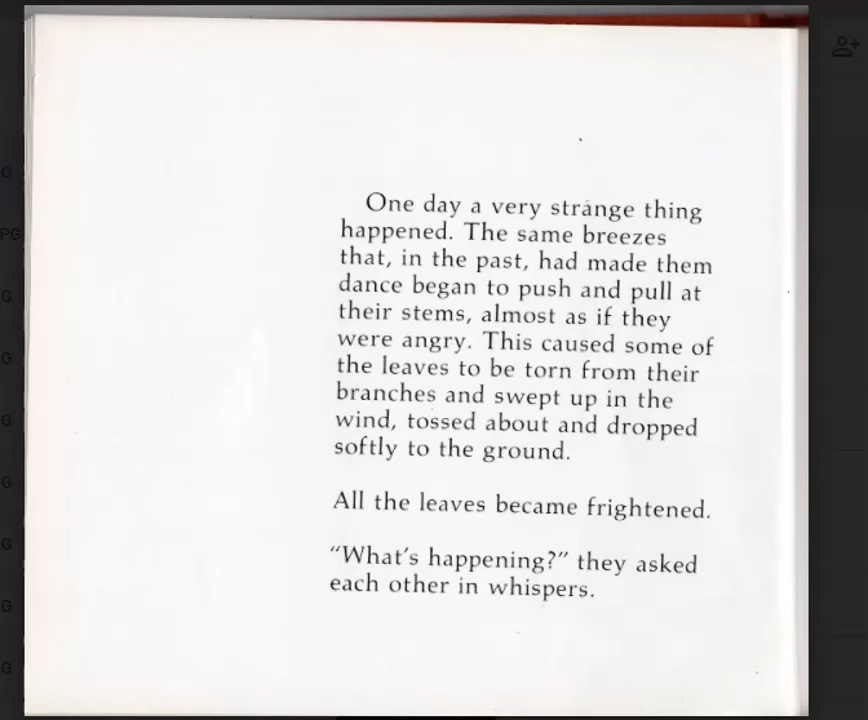 One day a very strange thing
happened. The same breezes
that, in the past, had made them
dance began to push and pull at
their stems, almost as if they
were angry. This caused some of
the leaves to be torn from their
branches and swept up in the
wind, tossed about and dropped
softly to the ground.
All the leaves became frightened.
“What’s happening?” they asked
each other in whispers.
G
PG
G
G
G
G
G
G
G